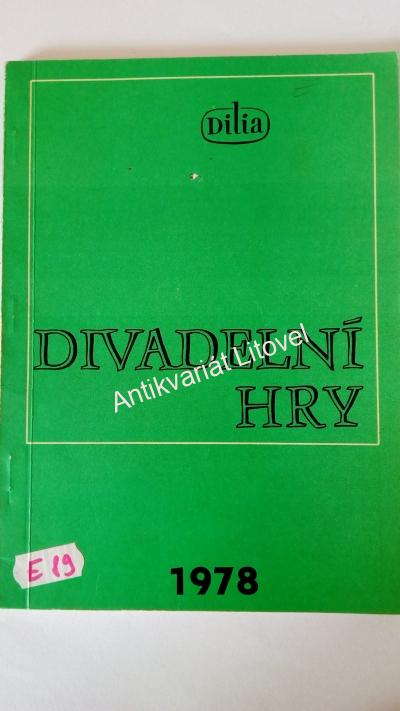 Dilia
DIVADELNÍ
Antikvariát Litovel
HRY
E 19
1978